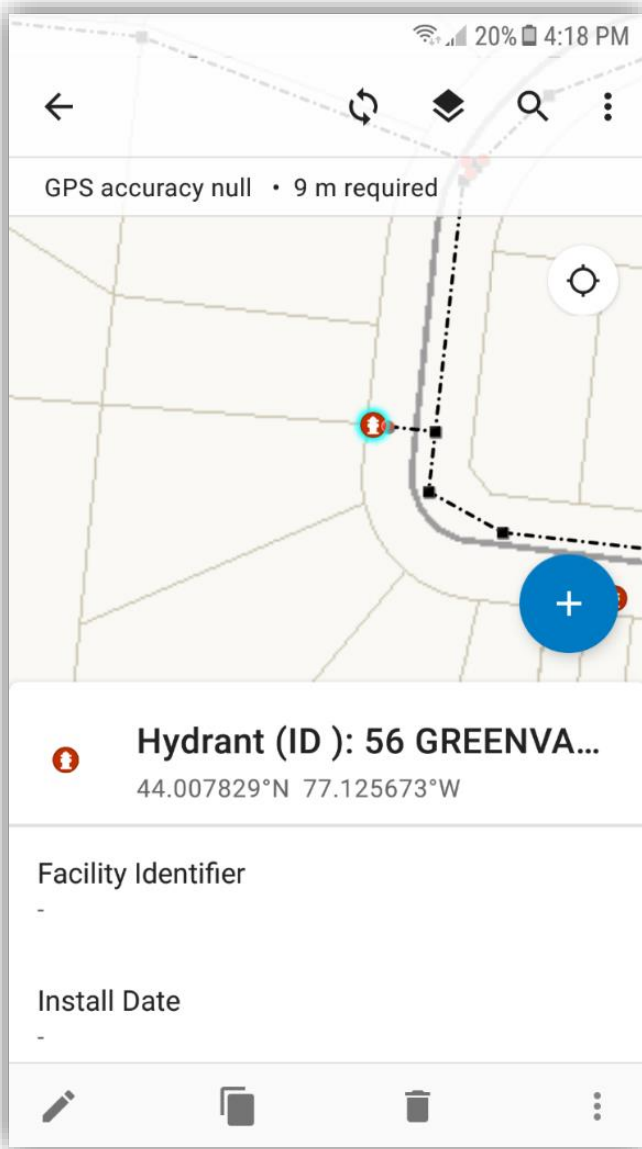 20% 4:18 PM
GPS accuracy null • 9 m required
Hydrant (ID ): 56 GREENVA...
44.007829°N 77.125673°W
Facility Identifier
-
Install Date
-